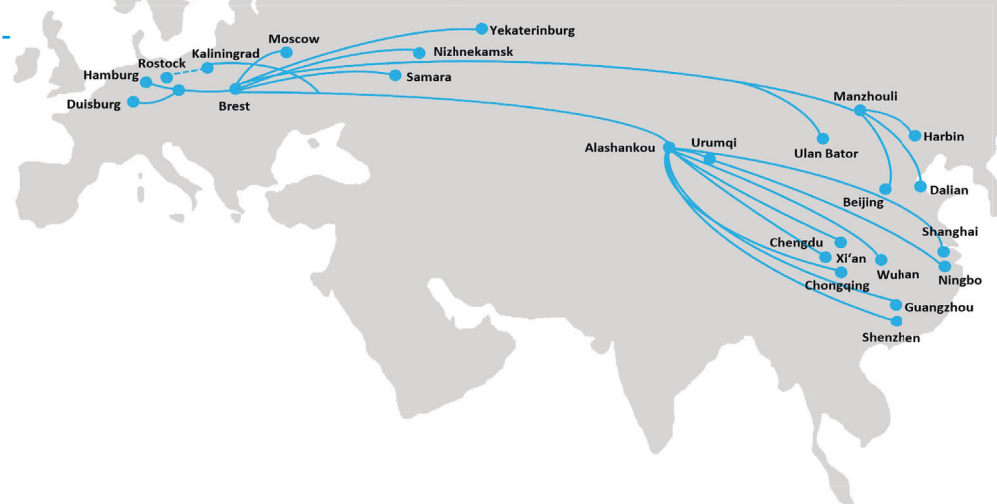 Yekaterinburg
Moscow
Nizhnekamsk
Kaliningrad
Rostock
Hamburg
Samara
Duisburg
Brest
Manzhouli
Harbin
Urumqi
Alashankou
Ulan Bator
Dalian
Beijing
Shanghai
Chengdu
Xi‘an
Wuhan
Ningbo
Chongqing
Guangzhou
Shenzhen